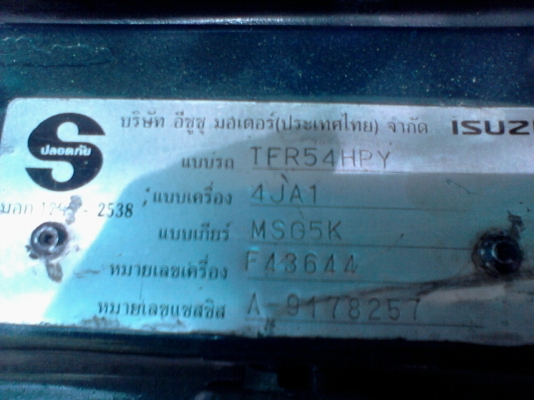 บริษัท อีซูซุ มอเตอร์(ประเทศไทย) จำกัด ISUZU
ปลอดภัย
แบบรถ TFR54HPY
แบบเครื่อง 4JA1
มอก - 2538
แบบเกียร์ MSG5K
หมายเลขเครื่อง F43644
หมายเลขแชสซิส A-9178257